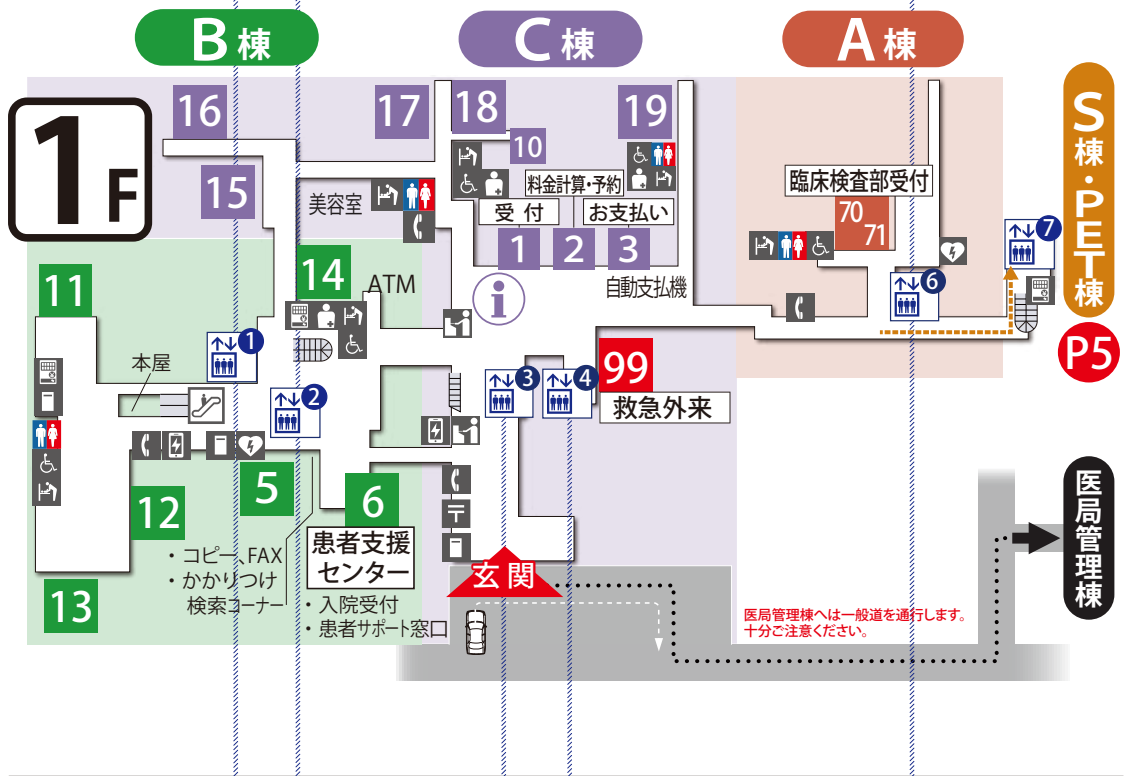 B棟
C棟
A棟
S棟・PET棟
P5
1F
16
17
18
19
10
15
美容室
料金計算・予約
受付
お支払い
1
2
3
自動支払機
臨床検査部受付
70
71
7
6
11
14
ATM
i
本屋
1
2
3
4
99
救急外来
12
5
6
〒
患者支援
センター
・コピー、FAX
・かかりつけ
検索コーナー
・入院受付
・患者サポート窓口
13
玄関
医局管理棟へは一般道を通行します。
十分ご注意ください。
医局管理棟